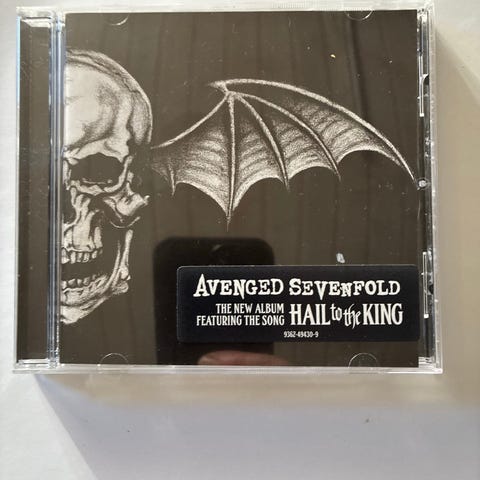 AVENGED SEVENFOLD
THE NEW ALBUM
FEATURING THE SONG HAIL to the KING
9362-49430-9